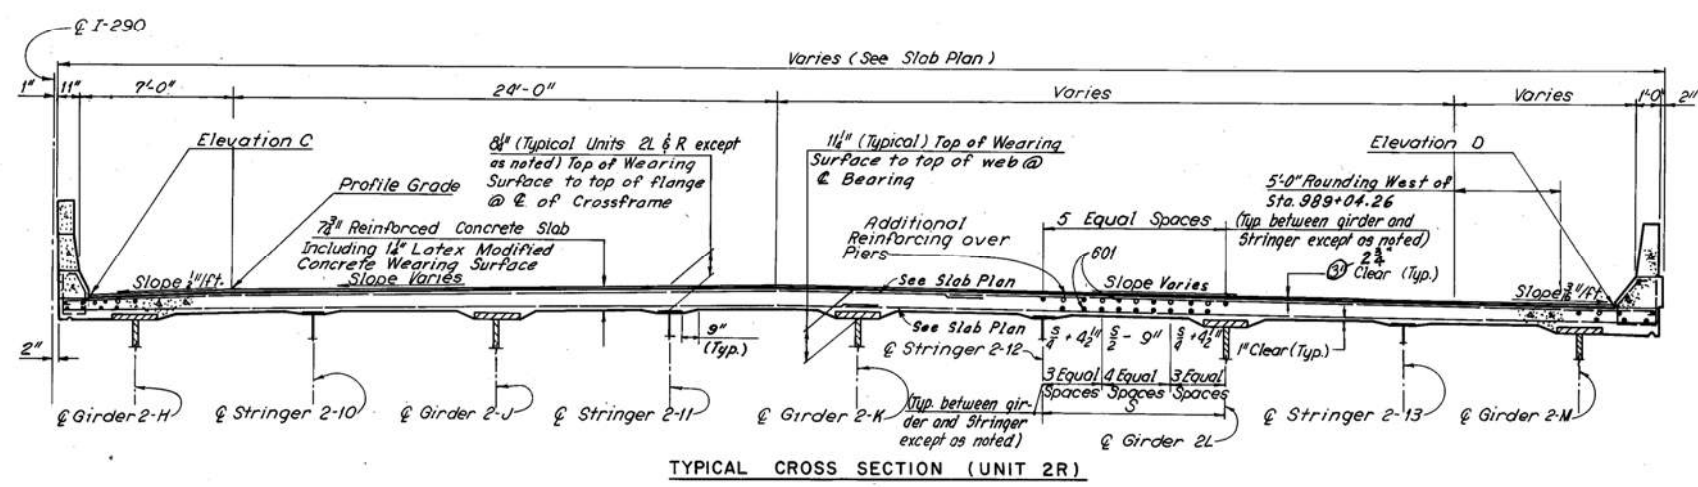 ℄ I-290
Varies (See Slab Plan)
1" 11" 7'-0" 24'-0" Varies Varies 1'-0" 2"
Elevation C
8¼" (Typical Units 2L & R except
as noted) Top of Wearing
Surface to top of flange
@ ℄ of Crossframe
11¼" (Typical) Top of Wearing
Surface to top of web @
℄ Bearing
Elevation D
Profile Grade
5'-0" Rounding West of
Sta. 989+04.26
(Typ. between girder and
Stringer except as noted)
7¾" Reinforced Concrete Slab
Including 1¼" Latex Modified
Concrete Wearing Surface
Additional
Reinforcing over
Piers
5 Equal Spaces
601
2¾"
3" Clear (Typ.)
Slope ½"/ft.
Slope Varies
See Slab Plan
Slope Varies
Slope 3/16"/ft.
2"
9"
(Typ.)
See Slab Plan
℄ Stringer 2-12
S/4 + 4½" S/2 - 9" S/4 + 4½"
1" Clear (Typ.)
3 Equal
Spaces
4 Equal
Spaces
3 Equal
Spaces
S
(Typ. between gir-
der and Stringer
except as noted)
℄ Girder 2-H
℄ Stringer 2-10
℄ Girder 2-J
℄ Stringer 2-11
℄ Girder 2-K
℄ Girder 2L
℄ Stringer 2-13
℄ Girder 2-M
TYPICAL CROSS SECTION (UNIT 2R)